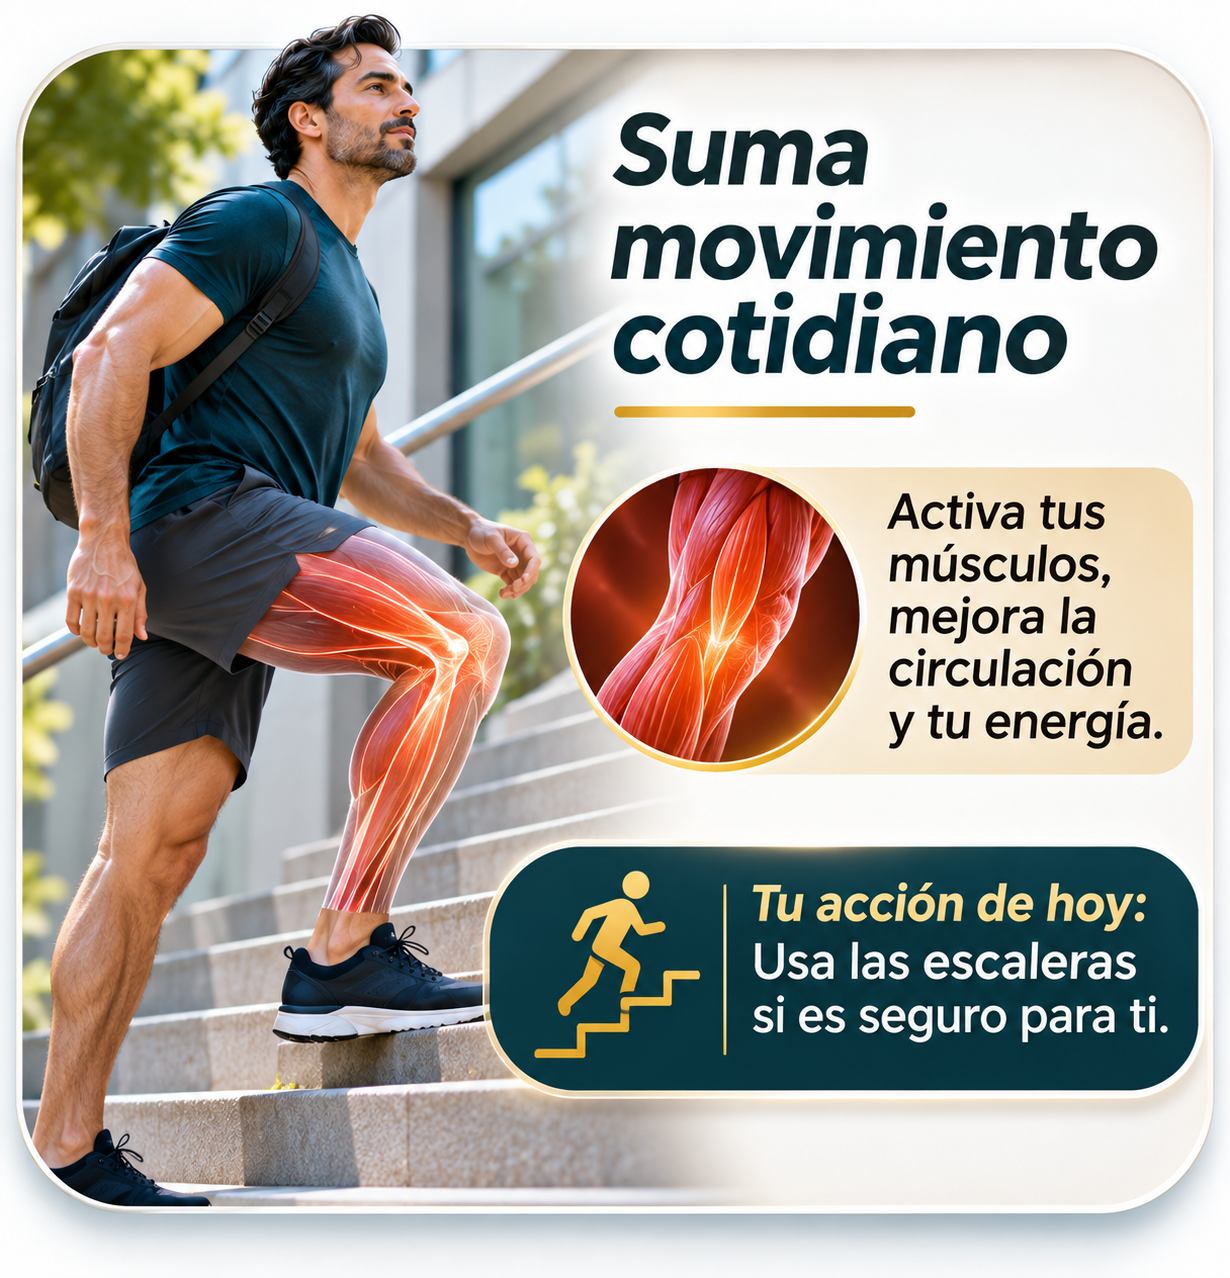 Suma
movimiento
cotidiano
Activa tus
músculos,
mejora la
circulación
y tu energía.
Tu acción de hoy:
Usa las escaleras
si es seguro para ti.